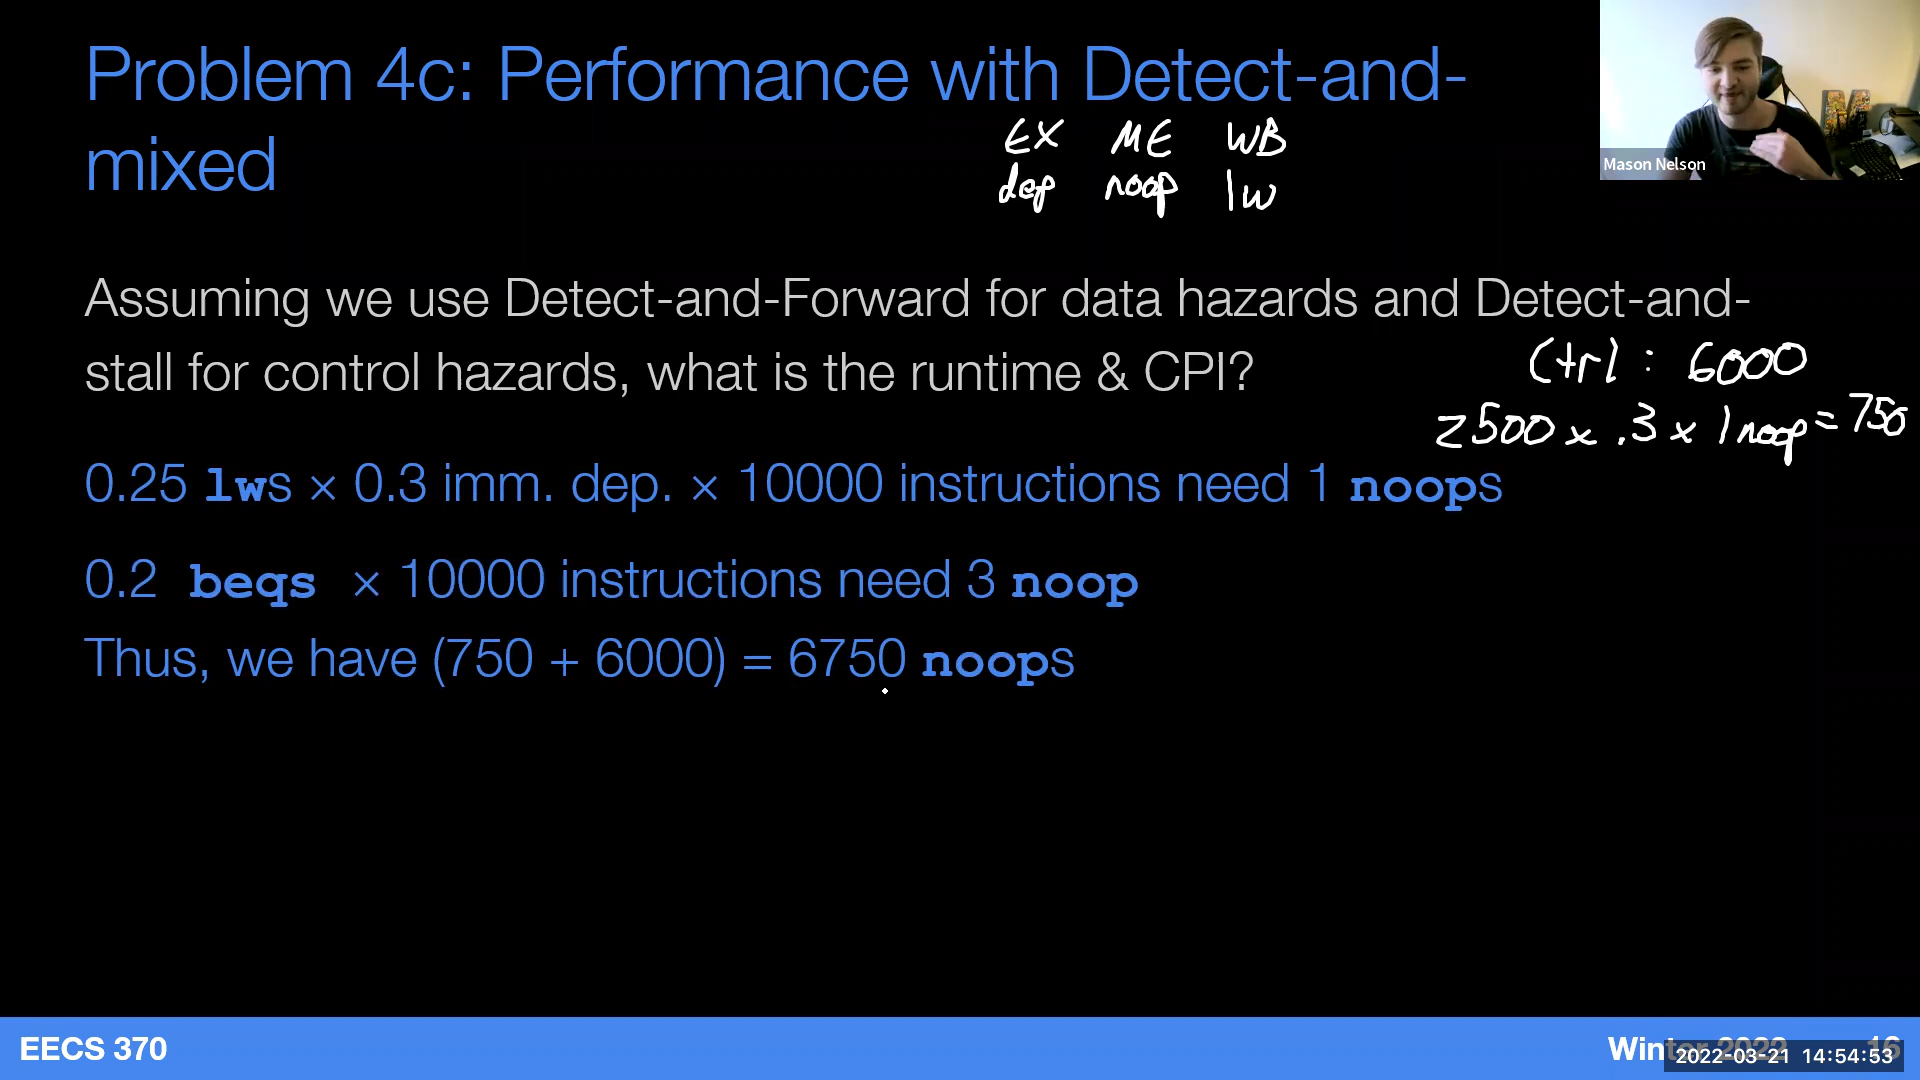 Problem 4c: Performance with Detect-and-
mixed
EX ME WB
dep noop lw
Mason Nelson
Assuming we use Detect-and-Forward for data hazards and Detect-and-
stall for control hazards, what is the runtime & CPI?
Ctrl : 6000
2500 x .3 x 1 noop = 750
0.25 lws × 0.3 imm. dep. × 10000 instructions need 1 noops
0.2 beqs × 10000 instructions need 3 noop
Thus, we have (750 + 6000) = 6750 noops
EECS 370
Winter 2022 16
2022-03-21 14:54:53